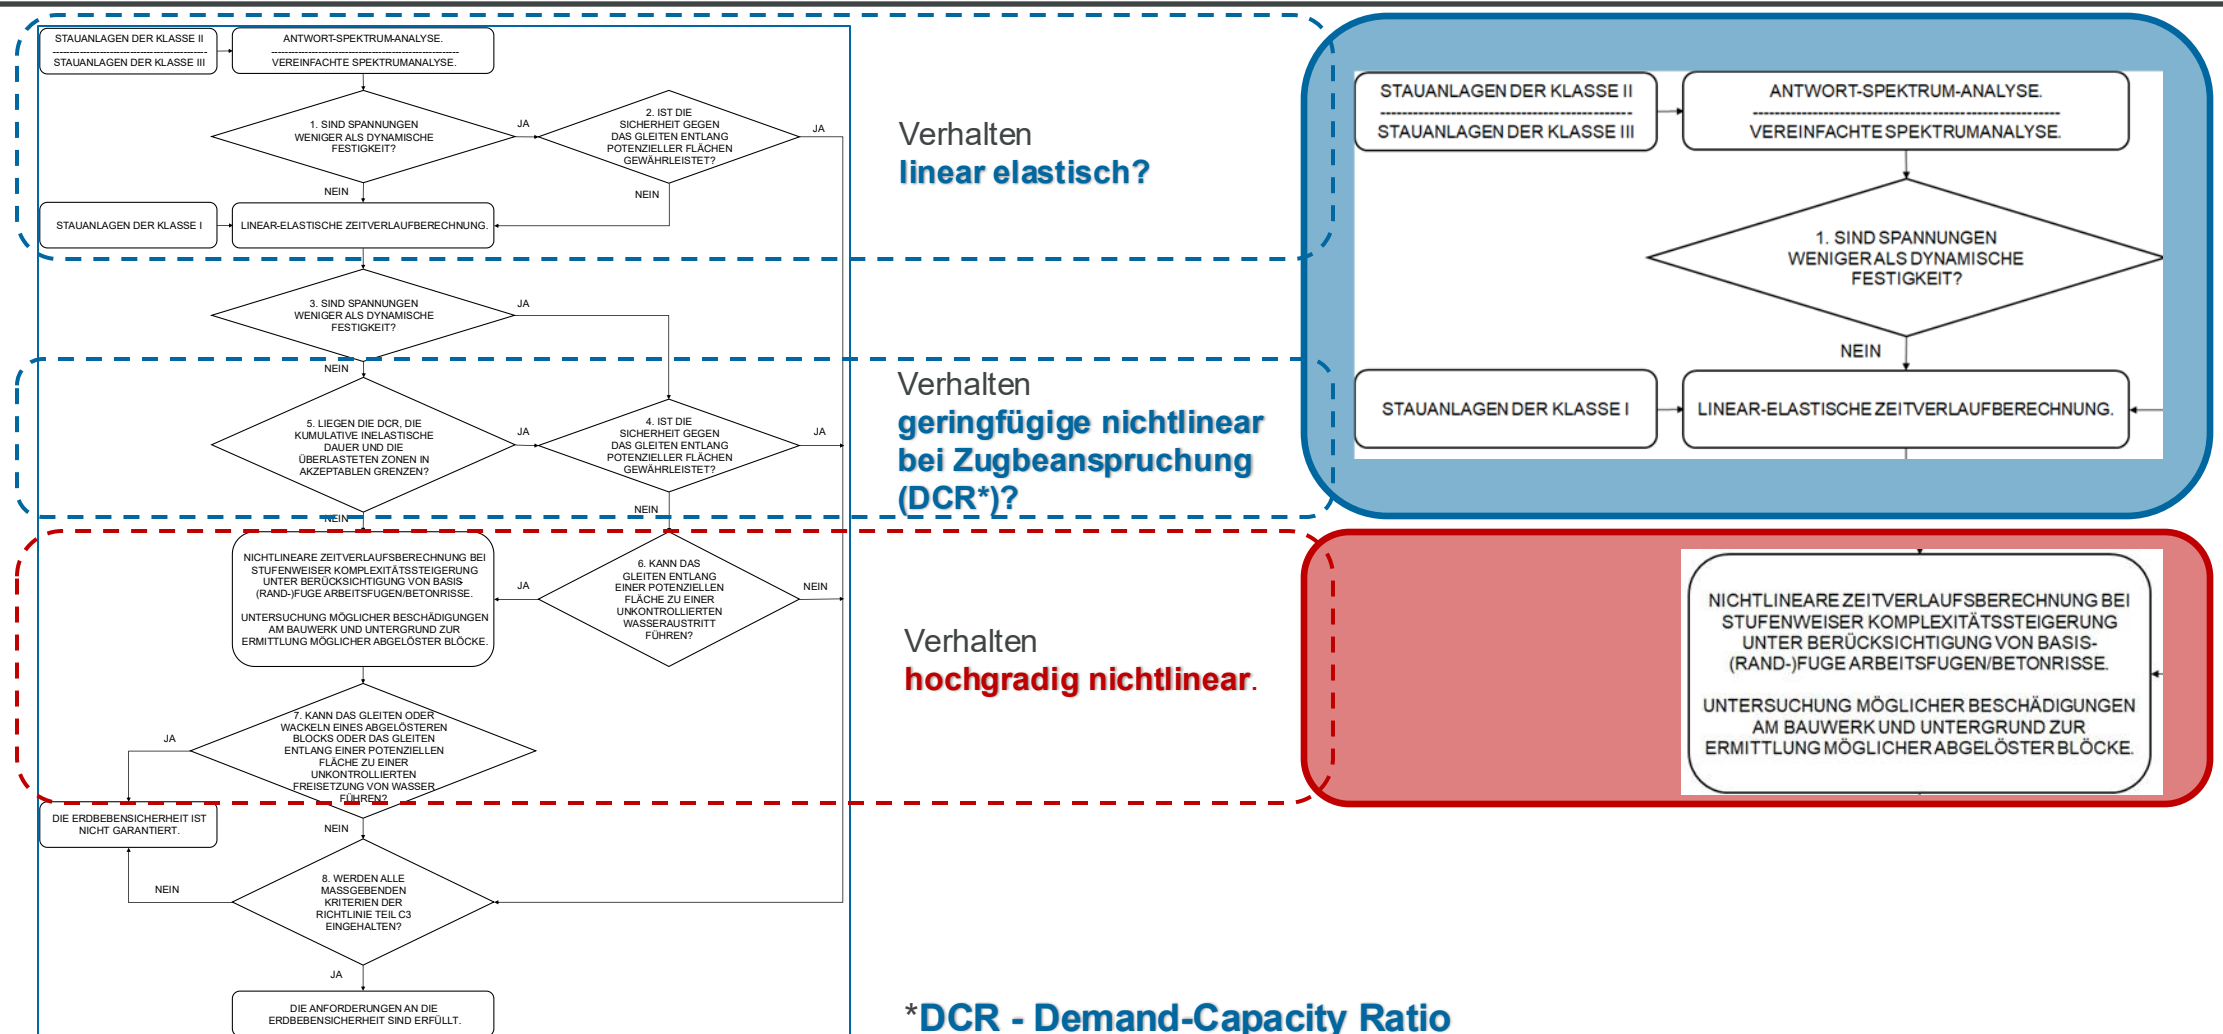 STAUANLAGEN DER KLASSE II
STAUANLAGEN DER KLASSE III
ANTWORT-SPEKTRUM-ANALYSE.
VEREINFACHTE SPEKTRUMANALYSE.
1. SIND SPANNUNGEN
WENIGER ALS DYNAMISCHE
FESTIGKEIT?
JA
2. IST DIE
SICHERHEIT GEGEN
DAS GLEITEN ENTLANG
POTENZIELLER FLÄCHEN
GEWÄHRLEISTET?
JA
NEIN
NEIN
STAUANLAGEN DER KLASSE I
LINEAR-ELASTISCHE ZEITVERLAUFBERECHNUNG.
3. SIND SPANNUNGEN
WENIGER ALS DYNAMISCHE
FESTIGKEIT?
JA
NEIN
5. LIEGEN DIE DCR, DIE
KUMULATIVE INELASTISCHE
DAUER UND DIE
ÜBERLASTETEN ZONEN IN
AKZEPTABLEN GRENZEN?
JA
4. IST DIE
SICHERHEIT GEGEN
DAS GLEITEN ENTLANG
POTENZIELLER FLÄCHEN
GEWÄHRLEISTET?
JA
NEIN
NEIN
NICHTLINEARE ZEITVERLAUFSBERECHNUNG BEI
STUFENWEISER KOMPLEXITÄTSSTEIGERUNG
UNTER BERÜCKSICHTIGUNG VON BASIS-
(RAND-)FUGE ARBEITSFUGEN/BETONRISSE.
UNTERSUCHUNG MÖGLICHER BESCHÄDIGUNGEN
AM BAUWERK UND UNTERGRUND ZUR
ERMITTLUNG MÖGLICHER ABGELÖSTER BLÖCKE.
JA
6. KANN DAS
GLEITEN ENTLANG
EINER POTENZIELLEN
FLÄCHE ZU EINER
UNKONTROLLIERTEN
WASSERAUSTRITT
FÜHREN?
NEIN
7. KANN DAS GLEITEN ODER
WACKELN EINES ABGELÖSTEREN
BLOCKS ODER DAS GLEITEN
ENTLANG EINER POTENZIELLEN
FLÄCHE ZU EINER
UNKONTROLLIERTEN
FREISETZUNG VON WASSER
FÜHREN?
JA
DIE ERDBEBENSICHERHEIT IST
NICHT GARANTIERT.
NEIN
8. WERDEN ALLE
MASSGEBENDEN
KRITERIEN DER
RICHTLINIE TEIL C3
EINGEHALTEN?
NEIN
JA
DIE ANFORDERUNGEN AN DIE
ERDBEBENSICHERHEIT SIND ERFÜLLT.
Verhalten
linear elastisch?
Verhalten
geringfügige nichtlinear
bei Zugbeanspruchung
(DCR*)?
Verhalten
hochgradig nichtlinear.
*DCR - Demand-Capacity Ratio
STAUANLAGEN DER KLASSE II
STAUANLAGEN DER KLASSE III
ANTWORT-SPEKTRUM-ANALYSE.
VEREINFACHTE SPEKTRUMANALYSE.
1. SIND SPANNUNGEN
WENIGER ALS DYNAMISCHE
FESTIGKEIT?
NEIN
STAUANLAGEN DER KLASSE I
LINEAR-ELASTISCHE ZEITVERLAUFBERECHNUNG.
NICHTLINEARE ZEITVERLAUFSBERECHNUNG BEI
STUFENWEISER KOMPLEXITÄTSSTEIGERUNG
UNTER BERÜCKSICHTIGUNG VON BASIS-
(RAND-)FUGE ARBEITSFUGEN/BETONRISSE.
UNTERSUCHUNG MÖGLICHER BESCHÄDIGUNGEN
AM BAUWERK UND UNTERGRUND ZUR
ERMITTLUNG MÖGLICHER ABGELÖSTER BLÖCKE.